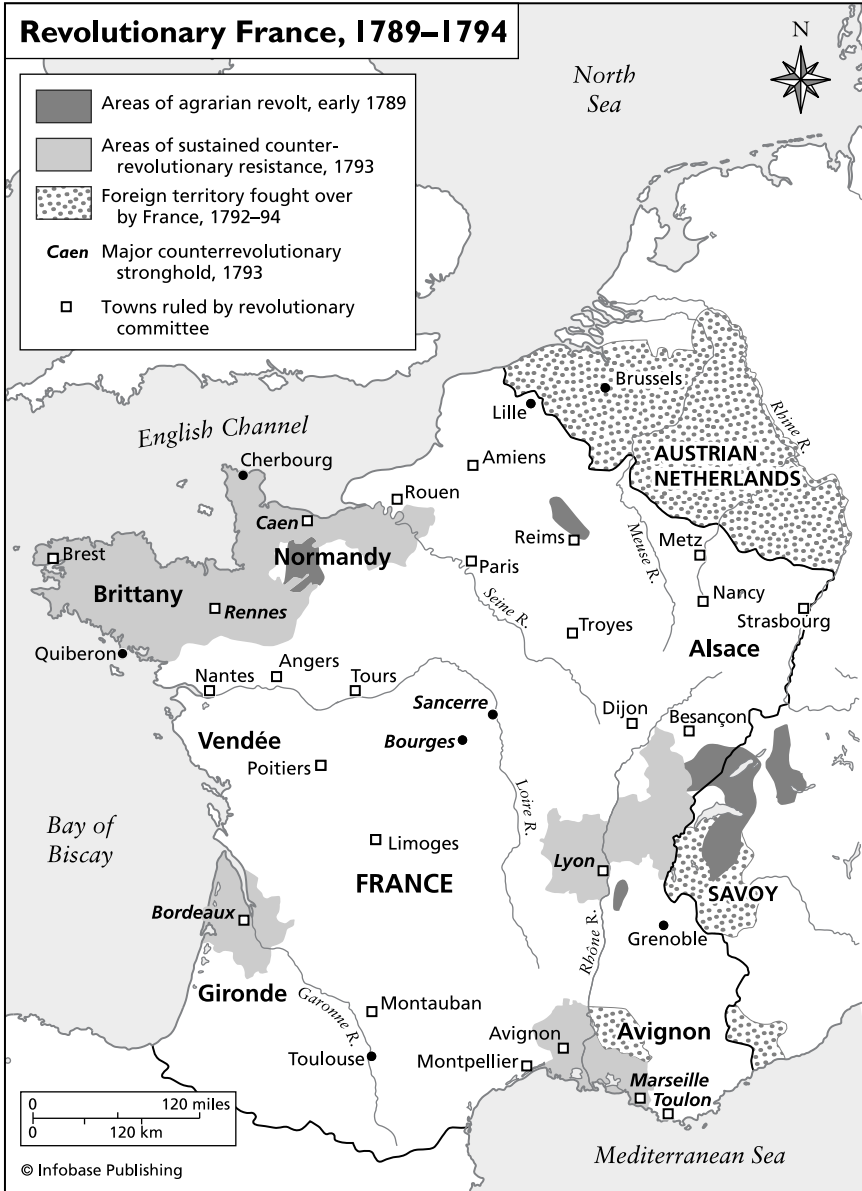 Revolutionary France, 1789–1794
Areas of agrarian revolt, early 1789
Areas of sustained counter-
revolutionary resistance, 1793
Foreign territory fought over
by France, 1792–94
Caen Major counterrevolutionary
stronghold, 1793
Towns ruled by revolutionary
committee
N
North
Sea
English Channel
Cherbourg
Lille
Brussels
Rhine R.
Amiens
AUSTRIAN
NETHERLANDS
Rouen
Caen
Reims
Meuse R.
Metz
Brest
Normandy
Paris
Brittany
Rennes
Seine R.
Nancy
Strasbourg
Troyes
Alsace
Quiberon
Nantes
Angers
Tours
Sancerre
Dijon
Besançon
Vendée
Bourges
Poitiers
Loire R.
Bay of
Biscay
Limoges
Lyon
FRANCE
SAVOY
Bordeaux
Rhône R.
Grenoble
Gironde
Garonne R.
Montauban
Avignon
Avignon
Toulouse
Montpellier
Marseille
Toulon
0 120 miles
0 120 km
Mediterranean Sea
© Infobase Publishing